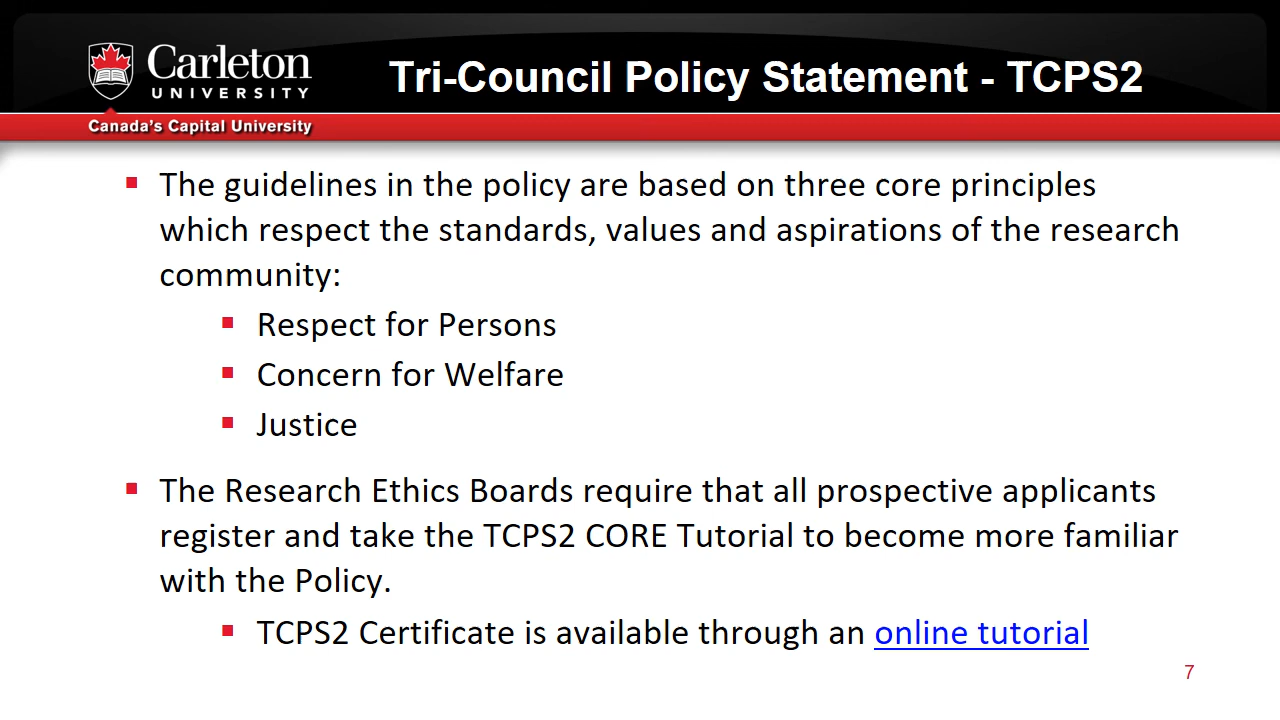 Carleton
UNIVERSITY
Canada's Capital University
Tri-Council Policy Statement - TCPS2
The guidelines in the policy are based on three core principles
which respect the standards, values and aspirations of the research
community:
Respect for Persons
Concern for Welfare
Justice
The Research Ethics Boards require that all prospective applicants
register and take the TCPS2 CORE Tutorial to become more familiar
with the Policy.
TCPS2 Certificate is available through an online tutorial
7